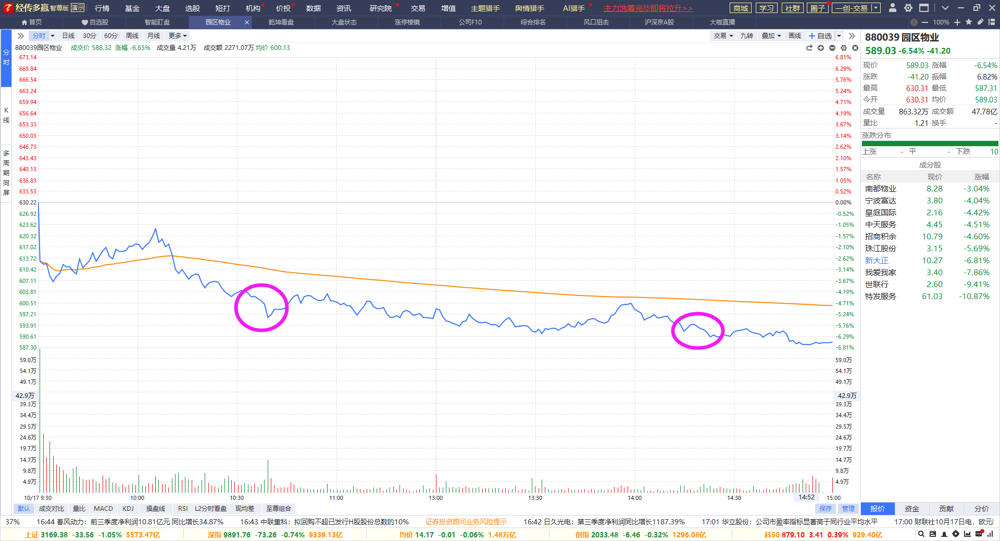 经传多赢 智尊版 演示 行情 基金 大盘 选股 短打 机构 价投 数据 资讯 研究院 交易 增值 主题猎手 舆情猎手 AI猎手 主力洗筹完毕即将拉升>> 商城 学习 社群 圈子 一创-交易
首页 自选股 智能盯盘 园区物业 × 乾坤看盘 大盘状态 涨停棱镜 公司F10 综合排名 风口狙击 沪深京A股 大咖直播 100%
分时 日线 30分 60分 周线 月线 更多 交易 九转 叠加 画线 自选
880039园区物业 成交价 588.32 涨幅 -6.65% 成交量 4.21万 成交额 2271.07万 均价 600.13
分时
K线
多周期同屏
673.14 6.81%
669.84 6.29%
666.54 5.76%
663.24 5.24%
659.94 4.71%
656.64 4.19%
653.33 3.67%
650.03 3.14%
646.73 2.62%
643.43 2.10%
640.13 1.57%
636.83 1.05%
633.53 0.52%
630.22 0.00%
626.92 -0.52%
623.62 -1.05%
620.32 -1.57%
617.02 -2.10%
613.72 -2.62%
610.42 -3.14%
607.11 -3.67%
603.81 -4.19%
600.51 -4.71%
597.21 -5.24%
593.91 -5.76%
590.61 -6.29%
587.30 -6.81%
59.0万 59.0万
54.1万 54.1万
49.1万 49.1万
42.9万 42.9万
39.3万 39.3万
34.4万 34.4万
29.5万 29.5万
24.6万 24.6万
19.7万 19.7万
14.7万 14.7万
9.8万 9.8万
4.9万 4.9万
10/17 9:30 10:00 10:30 11:00 13:00 13:30 14:00 14:30 14:52 15:00
默认 成交对比 量比 MACD KDJ 操盘线 RSI L2分时看盘 现均差 至尊组合 保存 管理
880039 园区物业
589.03 -6.54% -41.20
现价 589.03 涨幅 -6.54%
涨跌 -41.20 振幅 6.82%
最高 630.31 最低 587.31
今开 630.31 均价 589.03
成交量 863.32万 成交额 47.78亿
量比 1.21 换手 -
涨跌分布
上涨 - 平 - 下跌 10
成分股
名称 现价 涨幅
南都物业 8.28 -3.04%
宁波富达 3.80 -4.04%
皇庭国际 2.16 -4.42%
中天服务 4.45 -4.51%
招商积余 10.79 -4.60%
珠江股份 3.15 -5.69%
新大正 10.27 -6.81%
我爱我家 3.40 -7.86%
世联行 2.60 -9.41%
特发服务 61.03 -10.87%
报价 资金 贡献 分价
37% 16:44 春风动力：前三季度净利润10.81亿元 同比增长34.87% 16:43 中联重科：拟回购不超已发行H股股份总数的10% 证券投资顾问业务风险提示 16:42 日久光电：第三季度净利润同比增长1187.39% 17:01 华立股份：公司市盈率指标显著高于同行业平均水平 17:00 财联社10月17日电，欧元
上证 3169.38 -33.56 -1.05% 5573.47亿 深指 9891.76 -73.26 -0.74% 9339.13亿 均价 14.17 -0.01 -0.06% 1.48万亿 创指 2033.48 -6.46 -0.32% 1296.08亿 科50 879.10 3.41 0.39% 929.40亿